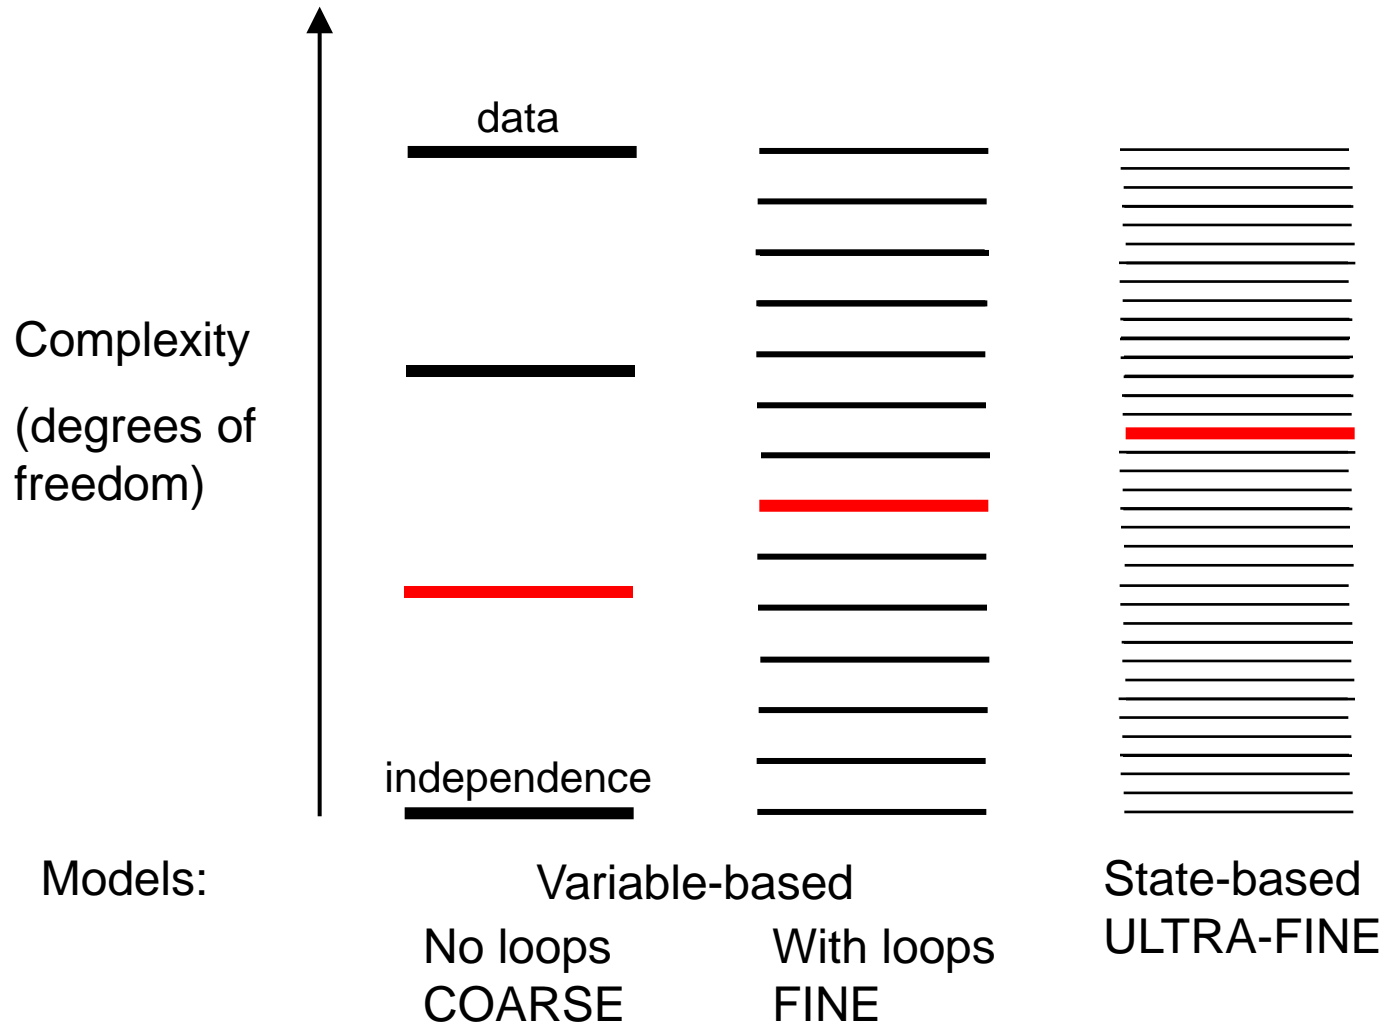 data
Complexity
(degrees of
freedom)
independence
Models:
Variable-based
No loops
COARSE
With loops
FINE
State-based
ULTRA-FINE